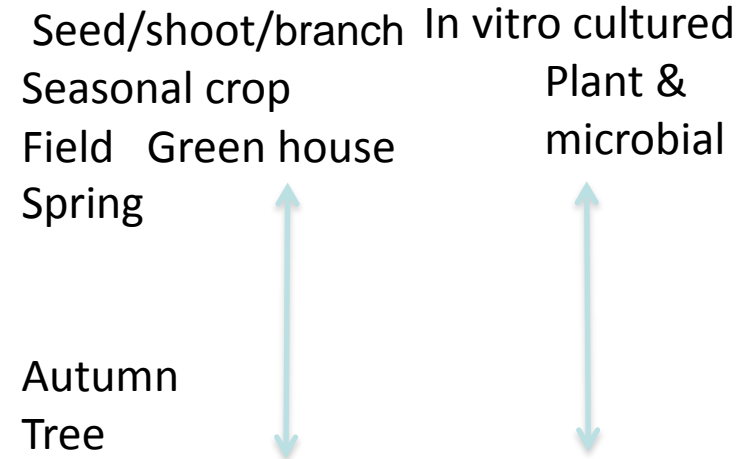 Seed/shoot/branch In vitro cultured
Seasonal crop Plant &
Field Green house microbial
Spring
Autumn
Tree